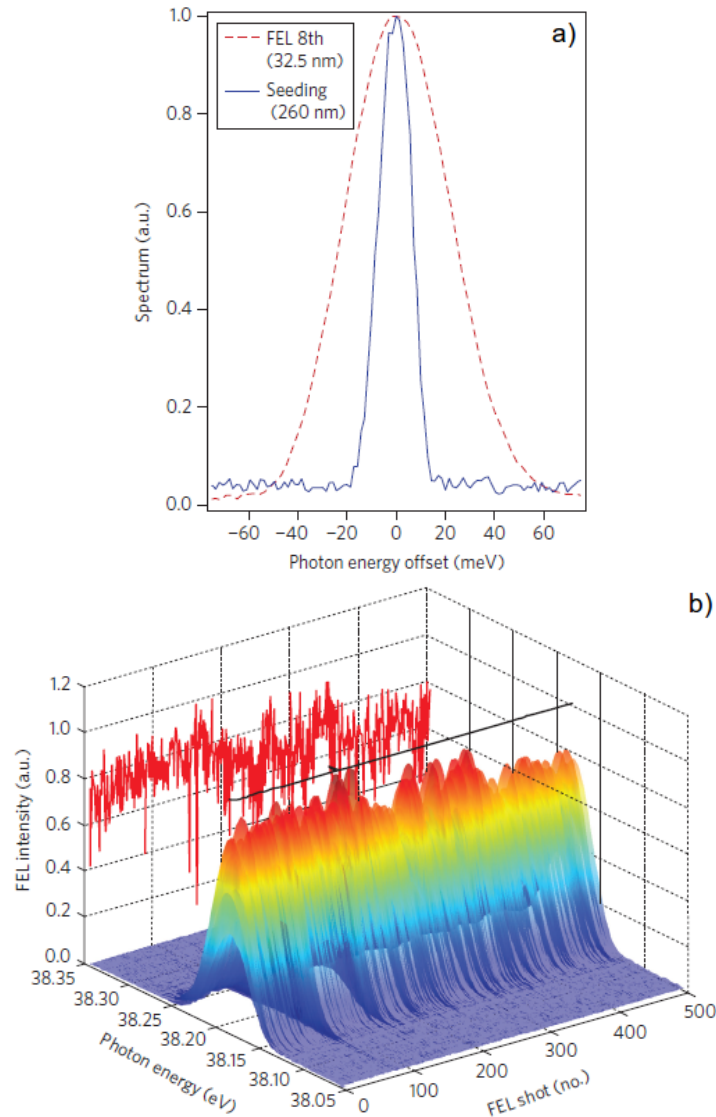 a)
FEL 8th
(32.5 nm)
Seeding
(260 nm)
1.0
0.8
0.6
0.4
0.2
0.0
Spectrum (a.u.)
−60 −40 −20 0 20 40 60
Photon energy offset (meV)
b)
1.2
1.0
0.8
0.6
0.4
0.2
0.0
FEL intensity (a.u.)
38.35
38.30
38.25
38.20
38.15
38.10
38.05
Photon energy (eV)
0
100
200
300
400
500
FEL shot (no.)